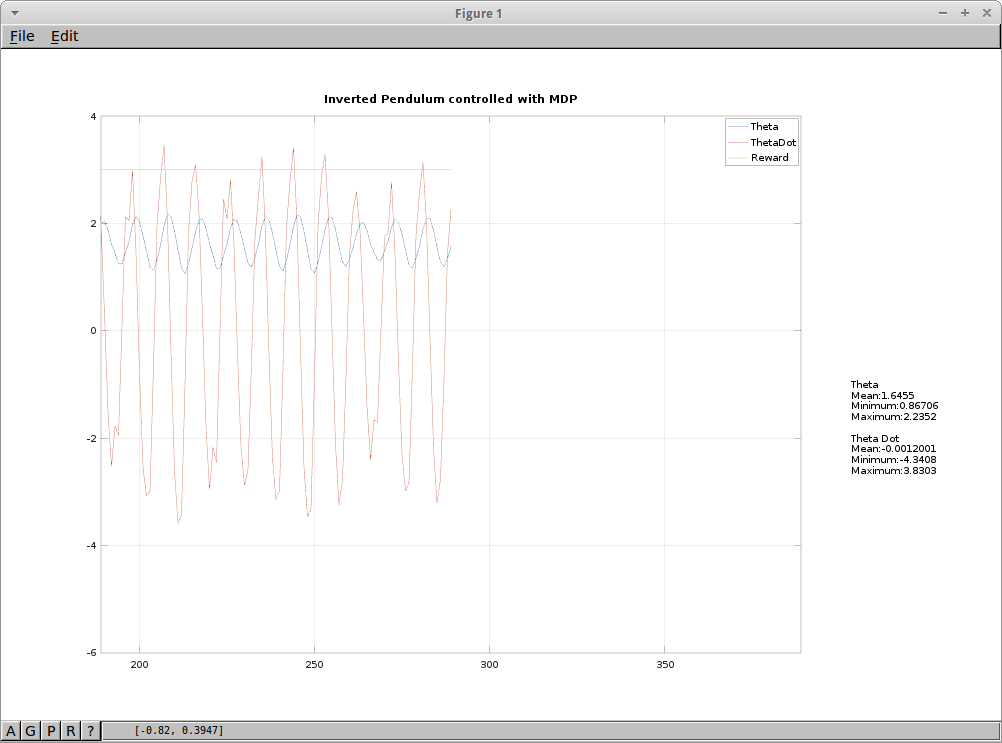 Figure 1
File Edit
Inverted Pendulum controlled with MDP
4
2
0
-2
-4
-6
200 250 300 350
Theta
ThetaDot
Reward
Theta
Mean:1.6455
Minimum:0.86706
Maximum:2.2352
Theta Dot
Mean:-0.0012001
Minimum:-4.3408
Maximum:3.8303
A G P R ? [-0.82, 0.3947]